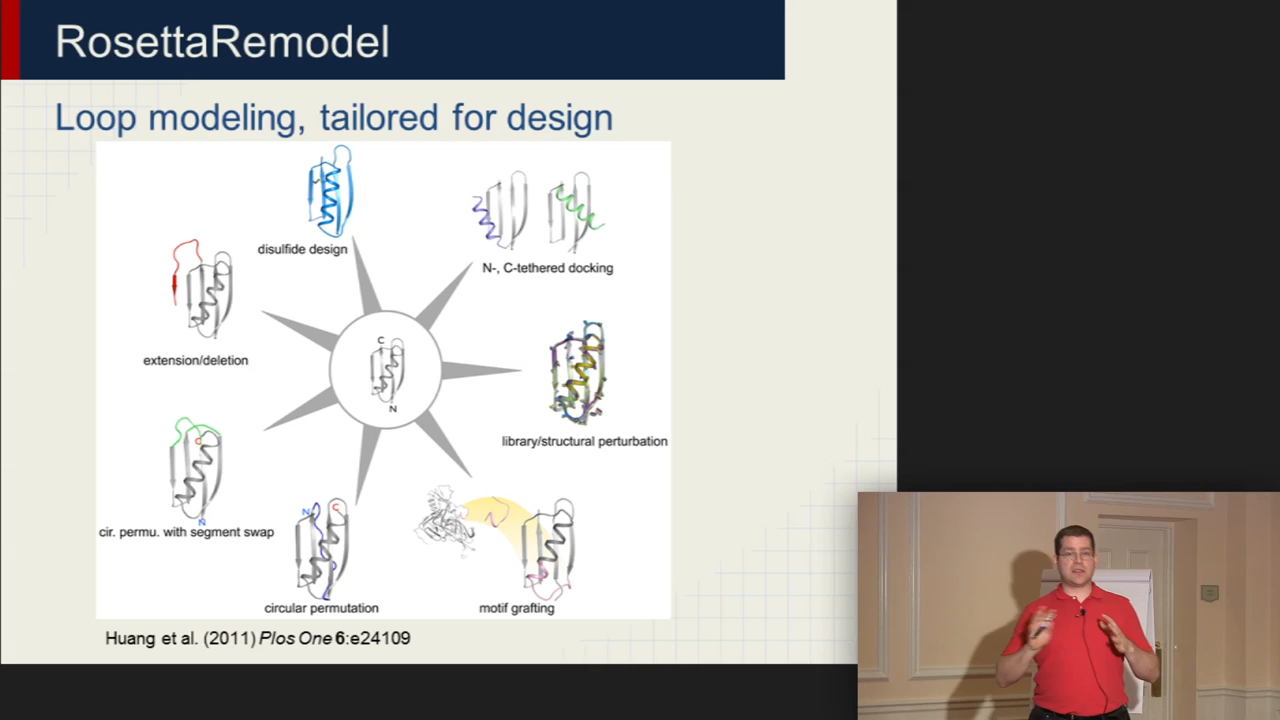 RosettaRemodel
Loop modeling, tailored for design
disulfide design
N-, C-tethered docking
extension/deletion
C
N
library/structural perturbation
C
N
cir. permu. with segment swap
N
C
circular permutation
motif grafting
Huang et al. (2011) Plos One 6:e24109